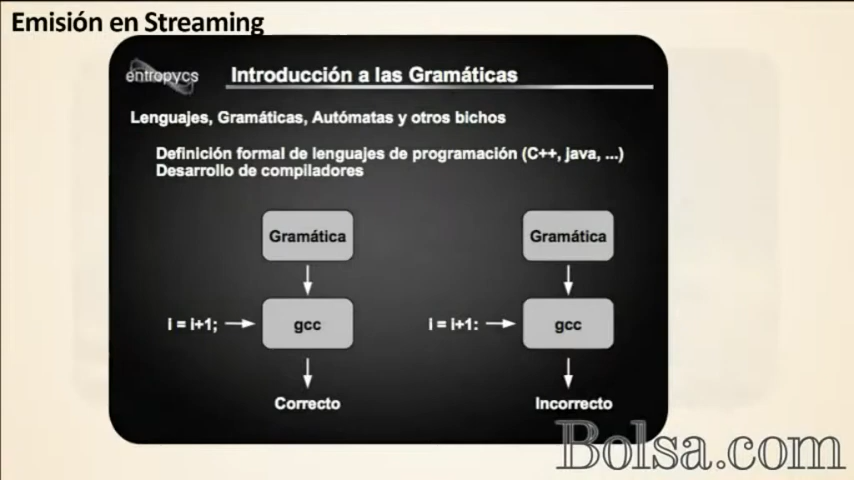 Emisión en Streaming
entropycs
Introducción a las Gramáticas
Lenguajes, Gramáticas, Autómatas y otros bichos
Definición formal de lenguajes de programación (C++, java, ...)
Desarrollo de compiladores
Gramática
Gramática
i = i+1;
gcc
i = i+1:
gcc
Correcto
Incorrecto
Bolsa.com